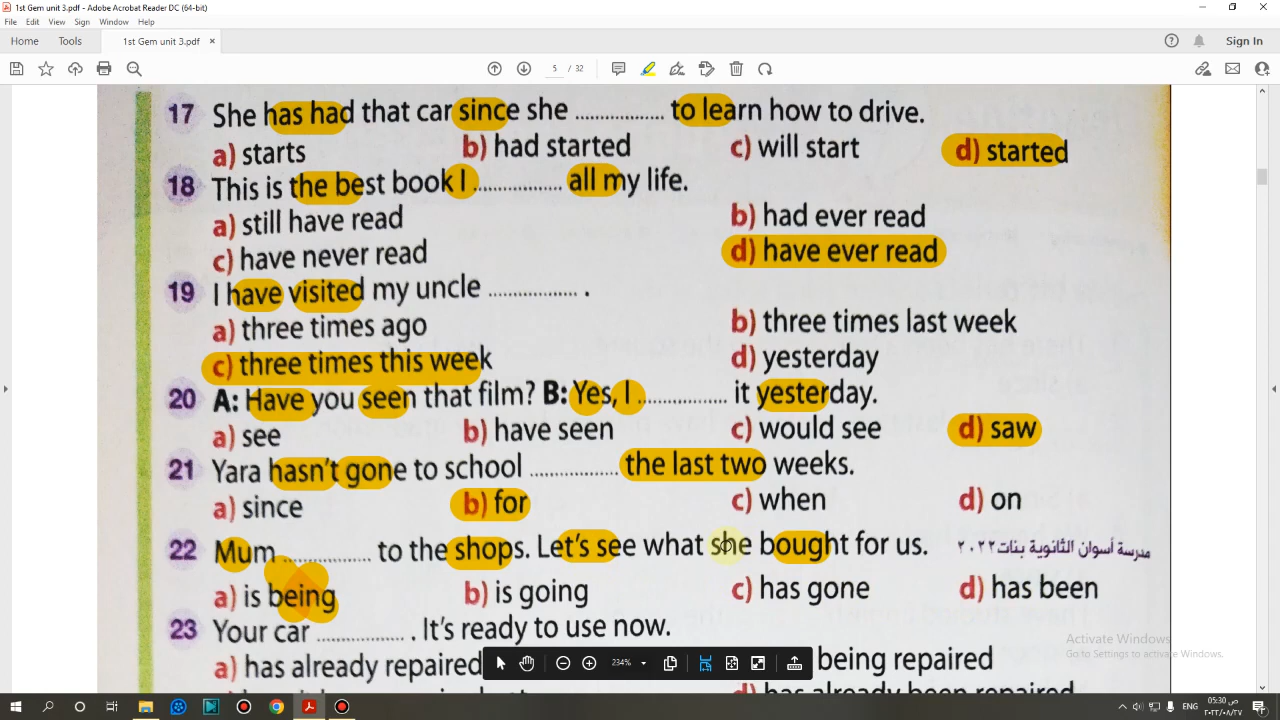 1st Gem unit 3.pdf - Adobe Acrobat Reader DC (64-bit)
File Edit View Sign Window Help
Home Tools 1st Gem unit 3.pdf × Sign In
5 / 32
17 She has had that car since she ................. to learn how to drive.
a) starts b) had started c) will start d) started
18 This is the best book I ................. all my life.
a) still have read b) had ever read
c) have never read d) have ever read
19 I have visited my uncle ................. .
a) three times ago b) three times last week
c) three times this week d) yesterday
20 A: Have you seen that film? B: Yes, I ................. it yesterday.
a) see b) have seen c) would see d) saw
21 Yara hasn't gone to school ................. the last two weeks.
a) since b) for c) when d) on
22 Mum ................. to the shops. Let's see what she bought for us. مدرسة أسوان الثانوية بنات ٢٠٢٢
a) is being b) is going c) has gone d) has been
23 Your car ................. . It's ready to use now.
a) has already repaired being repaired
d) has already been repaired
234%
Activate Windows
Go to Settings to activate Windows.
ENG
05:30 ص
٢٠٢٢/٠٨/٢٧